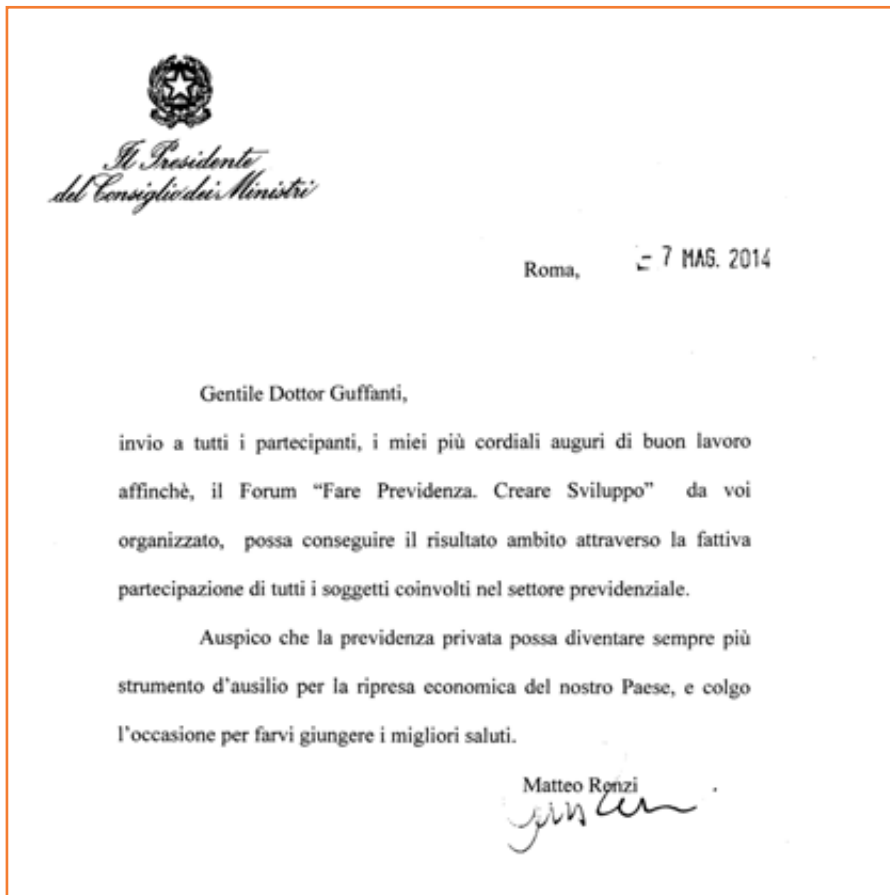 Il Presidente
del Consiglio dei Ministri
Roma, - 7 MAG. 2014
Gentile Dottor Guffanti,
invio a tutti i partecipanti, i miei più cordiali auguri di buon lavoro
affinchè, il Forum “Fare Previdenza. Creare Sviluppo” da voi
organizzato, possa conseguire il risultato ambito attraverso la fattiva
partecipazione di tutti i soggetti coinvolti nel settore previdenziale.
Auspico che la previdenza privata possa diventare sempre più
strumento d’ausilio per la ripresa economica del nostro Paese, e colgo
l’occasione per farvi giungere i migliori saluti.
Matteo Renzi